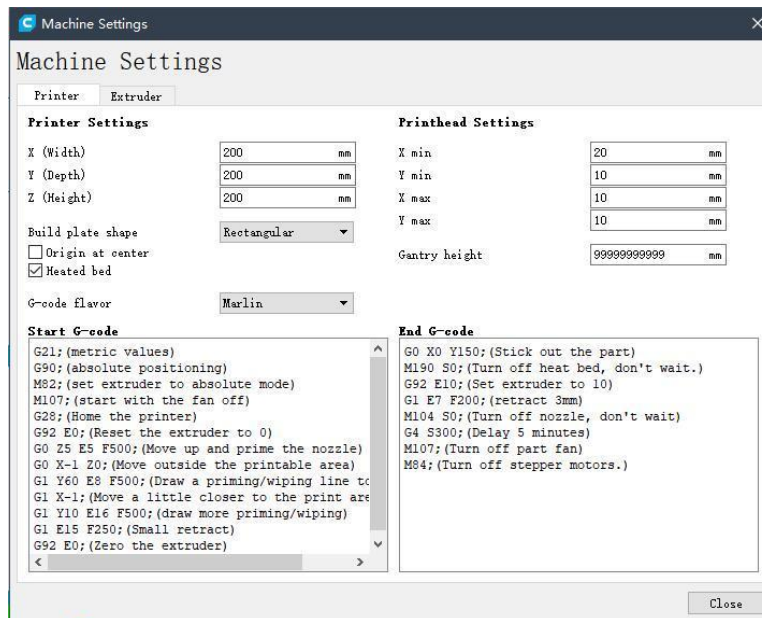 Machine Settings
Machine Settings
Printer Extruder
Printer Settings
X (Width) 200 mm
Y (Depth) 200 mm
Z (Height) 200 mm
Build plate shape Rectangular
Origin at center
Heated bed
G-code flavor Marlin
Printhead Settings
X min 20 mm
Y min 10 mm
X max 10 mm
Y max 10 mm
Gantry height 99999999999 mm
Start G-code
G21;(metric values)
G90;(absolute positioning)
M82;(set extruder to absolute mode)
M107;(start with the fan off)
G28;(Home the printer)
G92 E0;(Reset the extruder to 0)
G0 Z5 E5 F500;(Move up and prime the nozzle)
G0 X-1 Z0;(Move outside the printable area)
G1 Y60 E8 F500;(Draw a priming/wiping line to
G1 X-1;(Move a little closer to the print are
G1 Y10 E16 F500;(draw more priming/wiping)
G1 E15 F250;(Small retract)
G92 E0;(Zero the extruder)
End G-code
G0 X0 Y150;(Stick out the part)
M190 S0;(Turn off heat bed, don't wait.)
G92 E10;(Set extruder to 10)
G1 E7 F200;(retract 3mm)
M104 S0;(Turn off nozzle, don't wait)
G4 S300;(Delay 5 minutes)
M107;(Turn off part fan)
M84;(Turn off stepper motors.)
Close